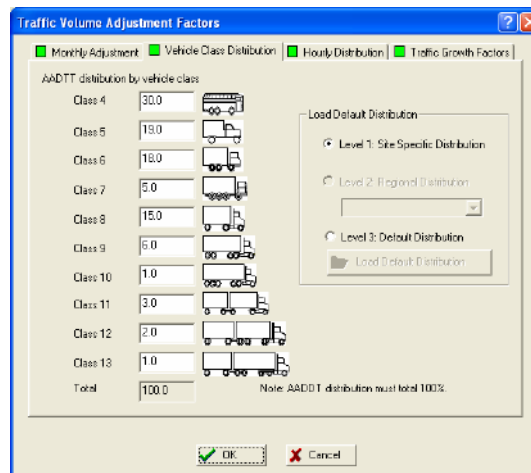 Traffic Volume Adjustment Factors
Monthly Adjustment
Vehicle Class Distribution
Hourly Distribution
Traffic Growth Factors
AADTT distribution by vehicle class
Class 4 30.0
Class 5 19.0
Class 6 18.0
Class 7 5.0
Class 8 15.0
Class 9 6.0
Class 10 1.0
Class 11 3.0
Class 12 2.0
Class 13 1.0
Total 100.0
Load Default Distribution
Level 1: Site Specific Distribution
Level 2: Regional Distribution
Level 3: Default Distribution
Load Default Distribution
Note: AADDT distribution must total 100%.
OK
Cancel